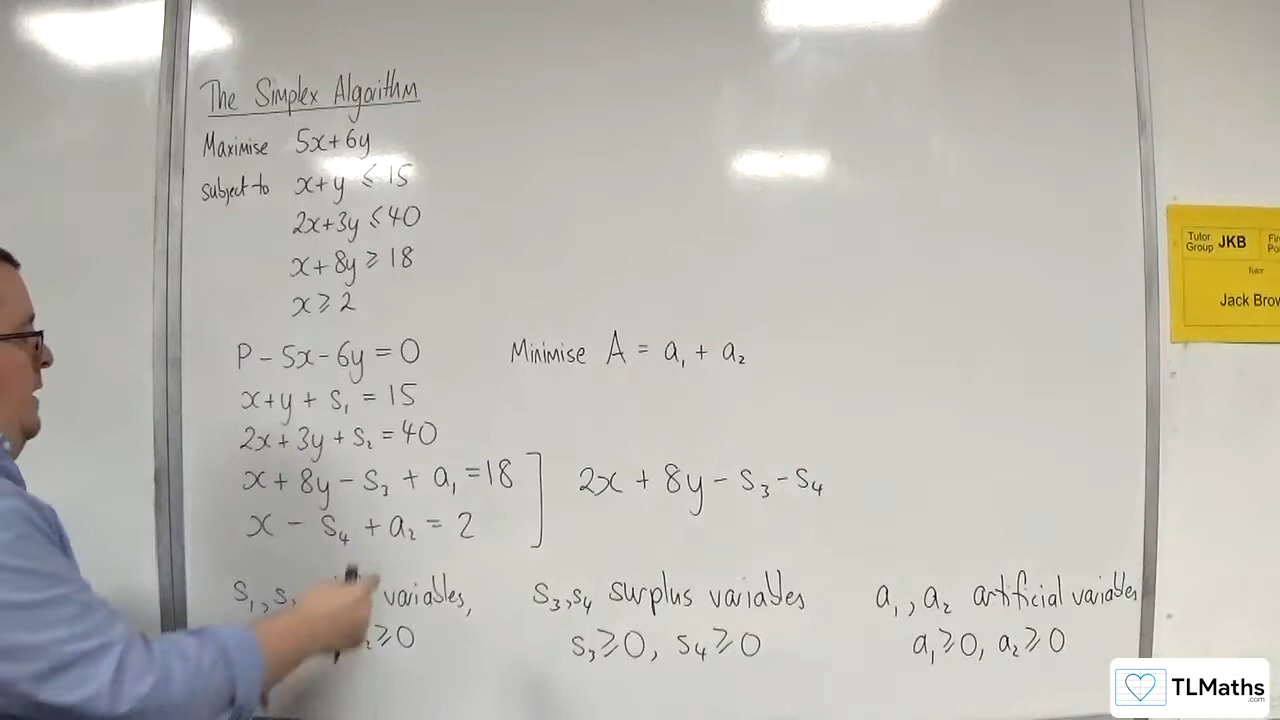 The Simplex Algorithm
Maximise 5x+6y
subject to x+y ≤ 15
2x+3y ≤ 40
x+8y ≥ 18
x ≥ 2
P - 5x - 6y = 0
Minimise A = a₁ + a₂
x+y + s₁ = 15
2x+3y + s₂ = 40
x + 8y - s₃ + a₁ = 18
2x + 8y - s₃ - s₄
x - s₄ + a₂ = 2
s₁, s variables,
≥0
s₃, s₄ surplus variables
s₃ ≥ 0, s₄ ≥ 0
a₁, a₂ artificial variables
a₁ ≥ 0, a₂ ≥ 0
Tutor Group JKB
Tutor
Jack
TLMaths
.com